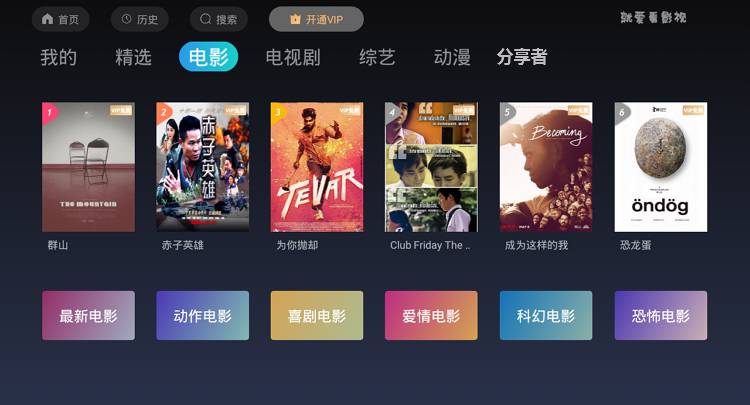 首页
历史
搜索
开通VIP
就爱看影视
我的
精选
电影
电视剧
综艺
动漫
分享者
1
VIP免费
THE MOUNTAIN
2
VIP免费
赤子英雄
3
VIP免费
TEVAR
4
VIP免费
5
VIP免费
Becoming
6
VIP免费
öndög
群山
赤子英雄
为你抛却
Club Friday The ..
成为这样的我
恐龙蛋
最新电影
动作电影
喜剧电影
爱情电影
科幻电影
恐怖电影